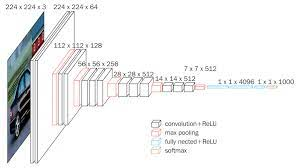 224 x 224 x 3 224 x 224 x 64
112 x 112 x 128
56 x 56 x 256
28 x 28 x 512
14 x 14 x 512
7 x 7 x 512
1 x 1 x 4096 1 x 1 x 1000
convolution+ReLU
max pooling
fully nected+ReLU
softmax